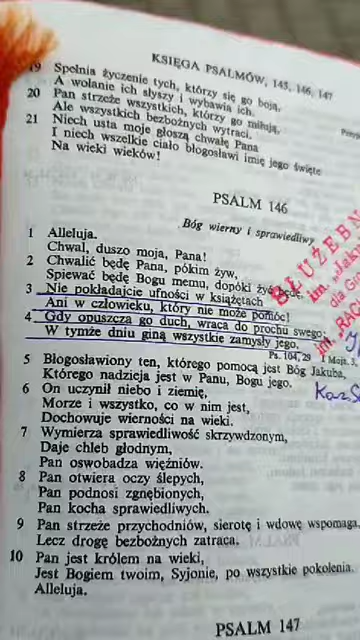 KSIĘGA PSALMÓW, 145, 146, 147
19 Spełnia życzenie tych, którzy się go boją,
A wołanie ich słyszy i wybawia ich.
20 Pan strzeże wszystkich, którzy go miłują,
Ale wszystkich bezbożnych wytraci.
21 Niech usta moje głoszą chwałę Pana
I niech wszelkie ciało błogosławi imię jego święte
Na wieki wieków!
PSALM 146
Bóg wierny i sprawiedliwy
1 Alleluja.
Chwal, duszo moja, Pana!
2 Chwalić będę Pana, pókim żyw,
Śpiewać będę Bogu memu, dopóki żyć będę.
3 Nie pokładajcie ufności w książętach
Ani w człowieku, który nie może pomóc!
4 Gdy opuszcza go duch, wraca do prochu swego;
W tymże dniu giną wszystkie zamysły jego.
Ps. 104, 29 I Mojż. 3,
5 Błogosławiony ten, którego pomocą jest Bóg Jakuba,
Którego nadzieja jest w Panu, Bogu jego.
6 On uczynił niebo i ziemię,
Morze i wszystko, co w nim jest,
Dochowuje wierności na wieki.
7 Wymierza sprawiedliwość skrzywdzonym,
Daje chleb głodnym,
Pan oswobadza więźniów.
8 Pan otwiera oczy ślepych,
Pan podnosi zgnębionych,
Pan kocha sprawiedliwych.
9 Pan strzeże przychodniów, sierotę i wdowę wspomaga,
Lecz drogę bezbożnych zatraca.
10 Pan jest królem na wieki,
Jest Bogiem twoim, Syjonie, po wszystkie pokolenia.
Alleluja.
PSALM 147
SŁUŻEBN
im. „Jak
dla Gł